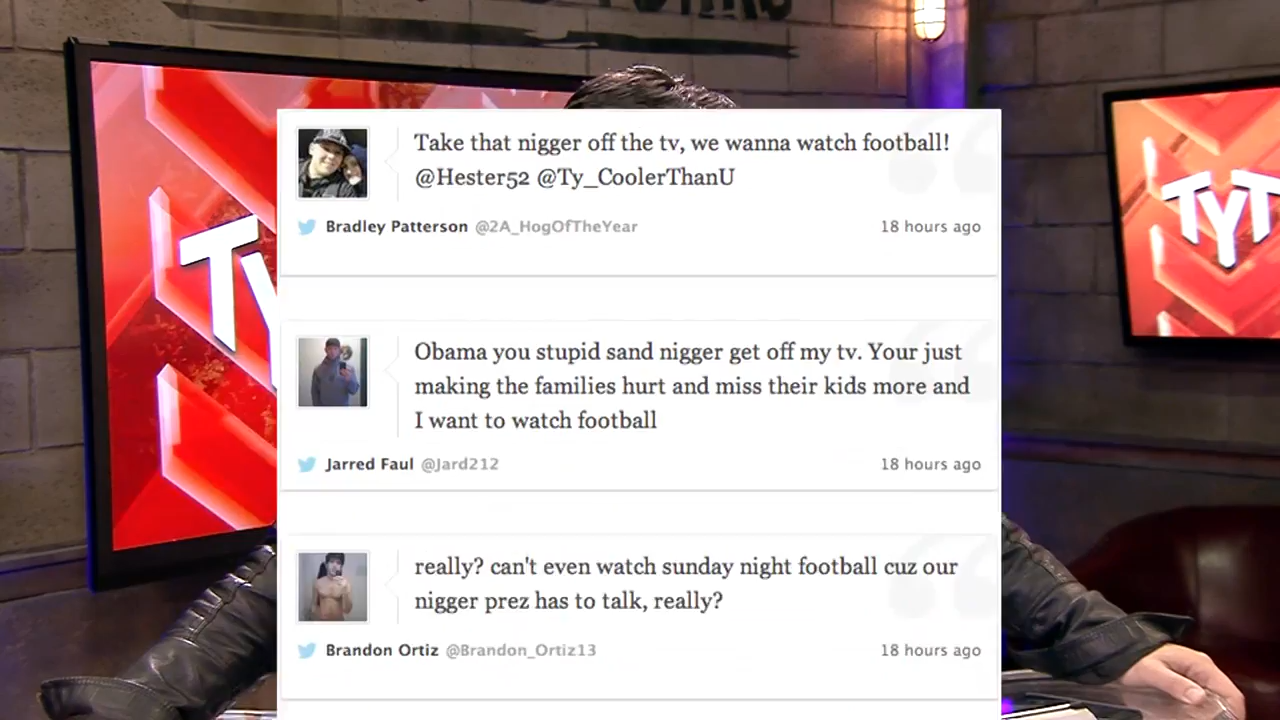 TYT
TY
Take that nigger off the tv, we wanna watch football!
@Hester52 @Ty_CoolerThanU
Bradley Patterson @2A_HogOfTheYear
18 hours ago
Obama you stupid sand nigger get off my tv. Your just
making the families hurt and miss their kids more and
I want to watch football
Jarred Faul @Jard212
18 hours ago
really? can't even watch sunday night football cuz our
nigger prez has to talk, really?
Brandon Ortiz @Brandon_Ortiz13
18 hours ago